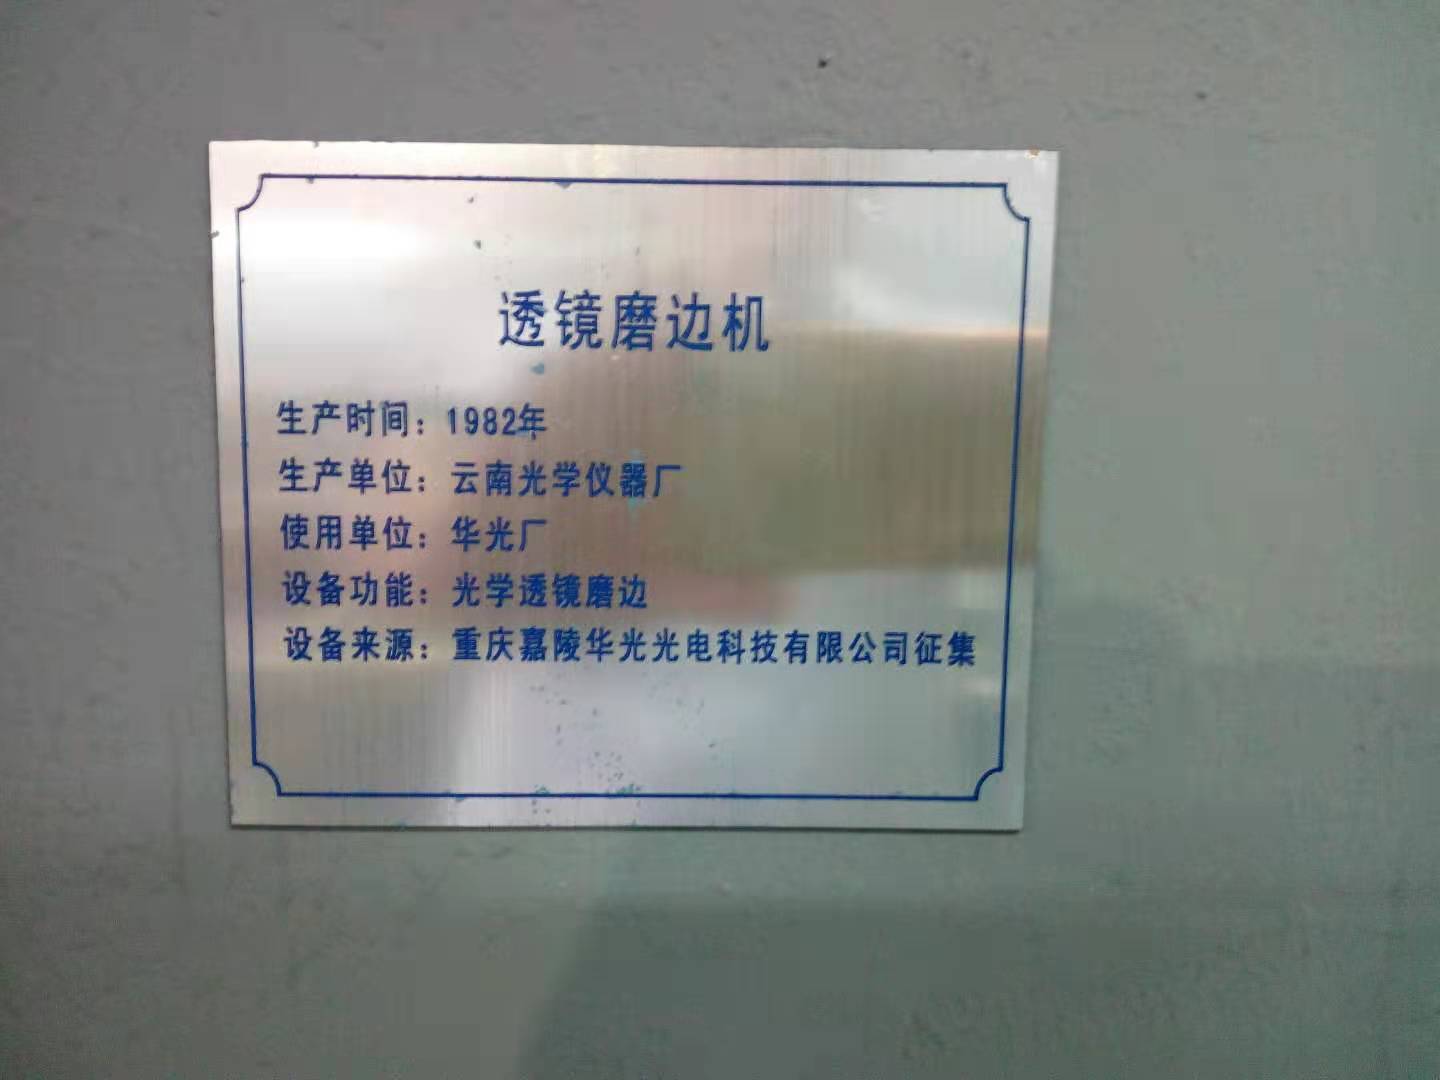 透镜磨边机
生产时间：1982年
生产单位：云南光学仪器厂
使用单位：华光厂
设备功能：光学透镜磨边
设备来源：重庆嘉陵华光光电科技有限公司征集